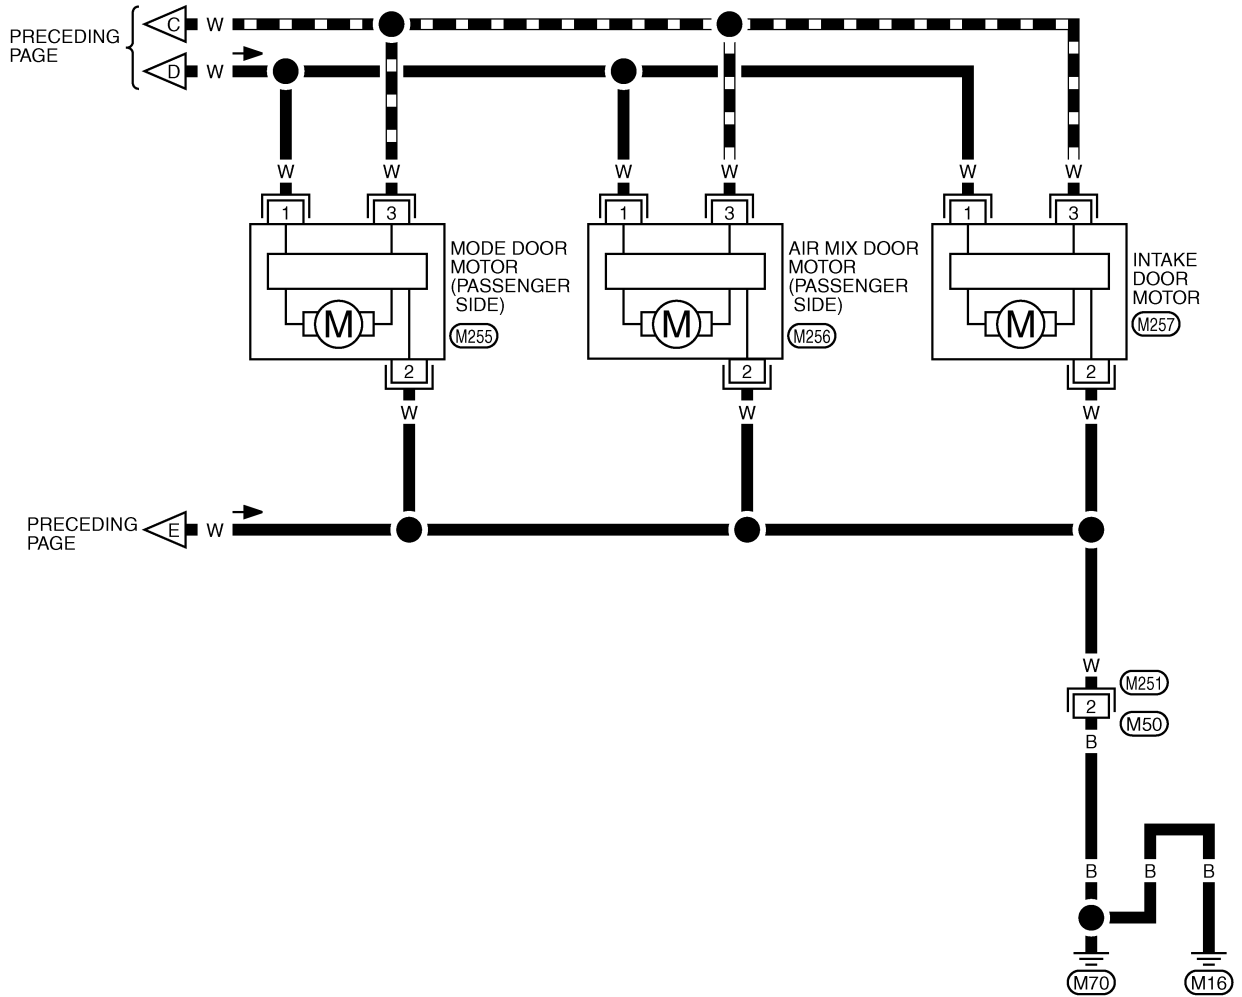 PRECEDING
PAGE
C W
D W
W W W W W W
1 3 1 3 1 3
MODE DOOR
MOTOR
(PASSENGER
SIDE)
M255
M
AIR MIX DOOR
MOTOR
(PASSENGER
SIDE)
M256
M
INTAKE
DOOR
MOTOR
M257
M
2 2 2
W W W
PRECEDING
PAGE
E W
W
M251
2
M50
B
B B B
M70 M16